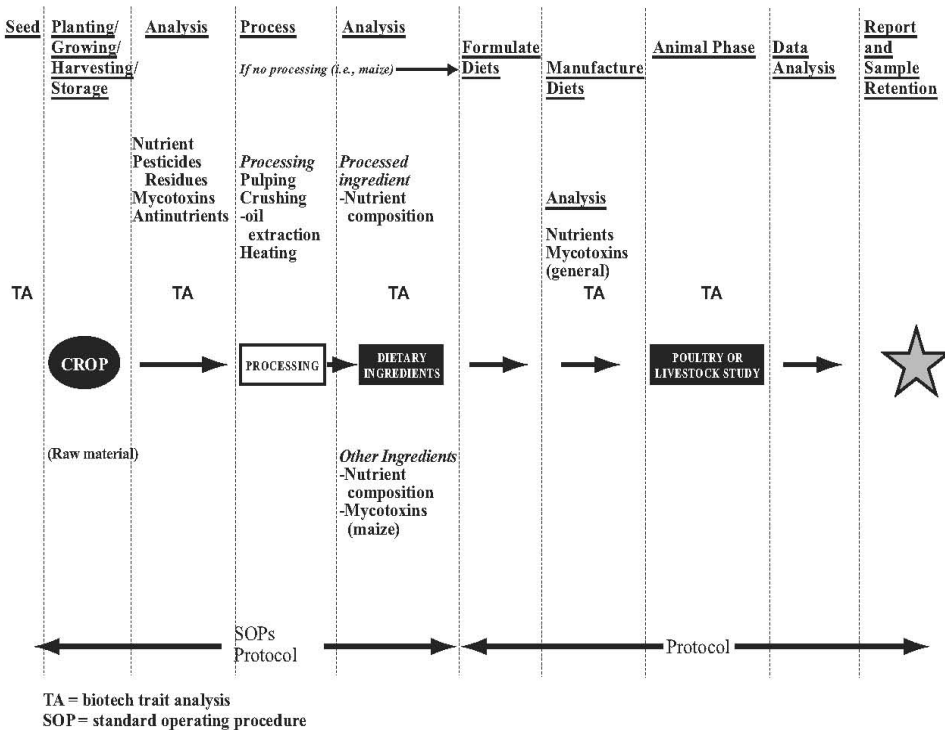 Seed
Planting/
Growing/
Harvesting/
Storage
Analysis
Process
Analysis
If no processing (i.e., maize)
Formulate
Diets
Manufacture
Diets
Animal Phase
Data
Analysis
Report
and
Sample
Retention
Nutrient
Pesticides
Residues
Mycotoxins
Antinutrients
Processing
Pulping
Crushing
-oil
extraction
Heating
Processed
ingredient
-Nutrient
composition
Analysis
Nutrients
Mycotoxins
(general)
TA
TA
TA
TA
TA
CROP
PROCESSING
DIETARY
INGREDIENTS
POULTRY OR
LIVESTOCK STUDY
(Raw material)
Other Ingredients
-Nutrient
composition
-Mycotoxins
(maize)
SOPs
Protocol
Protocol
TA = biotech trait analysis
SOP = standard operating procedure